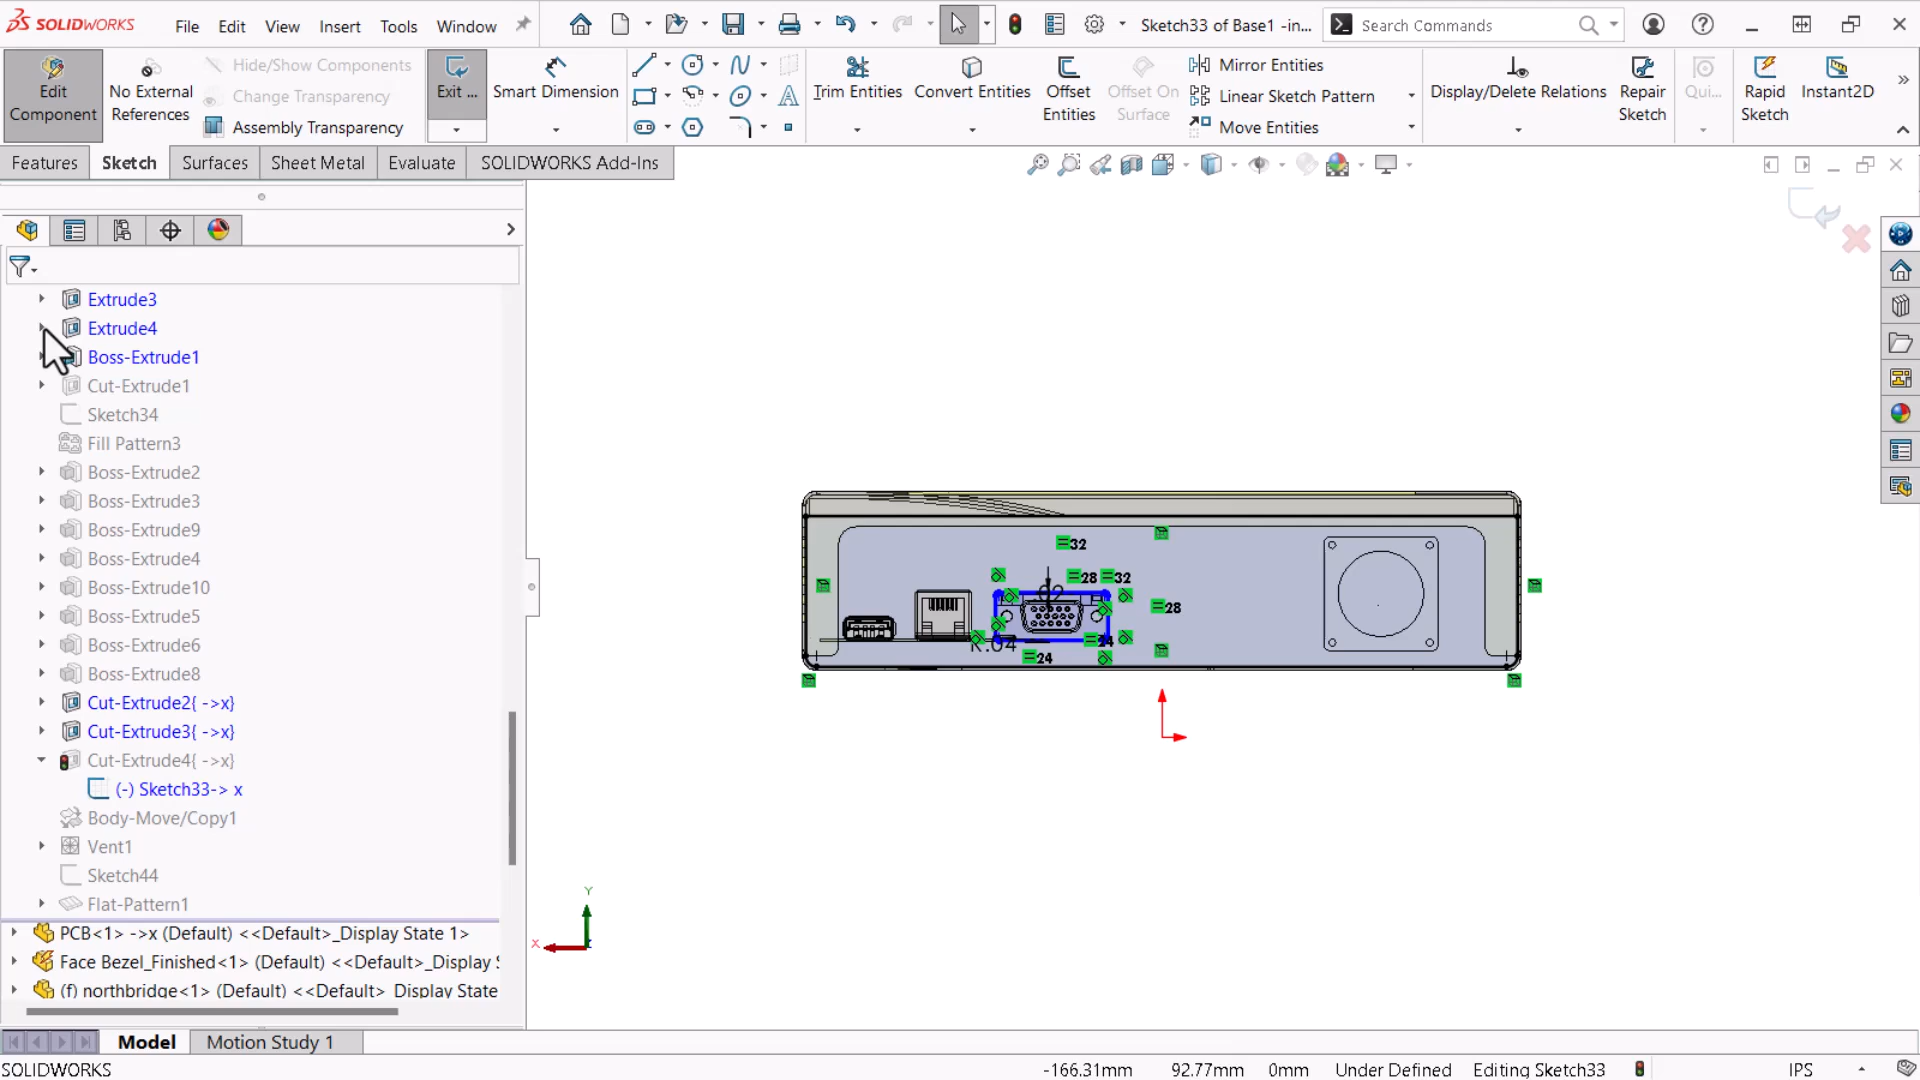 SOLIDWORKS
File Edit View Insert Tools Window
Sketch33 of Base1 -in...
Search Commands
Edit Component
No External References
Hide/Show Components
Change Transparency
Assembly Transparency
Exit ...
Smart Dimension
Trim Entities
Convert Entities
Offset Entities
Offset On Surface
Mirror Entities
Linear Sketch Pattern
Move Entities
Display/Delete Relations
Repair Sketch
Qui...
Rapid Sketch
Instant2D
Features Sketch Surfaces Sheet Metal Evaluate SOLIDWORKS Add-Ins
Extrude3
Extrude4
Boss-Extrude1
Cut-Extrude1
Sketch34
Fill Pattern3
Boss-Extrude2
Boss-Extrude3
Boss-Extrude9
Boss-Extrude4
Boss-Extrude10
Boss-Extrude5
Boss-Extrude6
Boss-Extrude8
Cut-Extrude2{ ->x}
Cut-Extrude3{ ->x}
Cut-Extrude4{ ->x}
(-) Sketch33-> x
Body-Move/Copy1
Vent1
Sketch44
Flat-Pattern1
PCB<1> ->x (Default) <<Default>_Display State 1>
Face Bezel_Finished<1> (Default) <<Default>_Display S
(f) northbridge<1> (Default) <<Default> Display State
32
28 32
28
24
R.04
24
Y
X
Model Motion Study 1
SOLIDWORKS
-166.31mm 92.77mm 0mm Under Defined Editing Sketch33 IPS